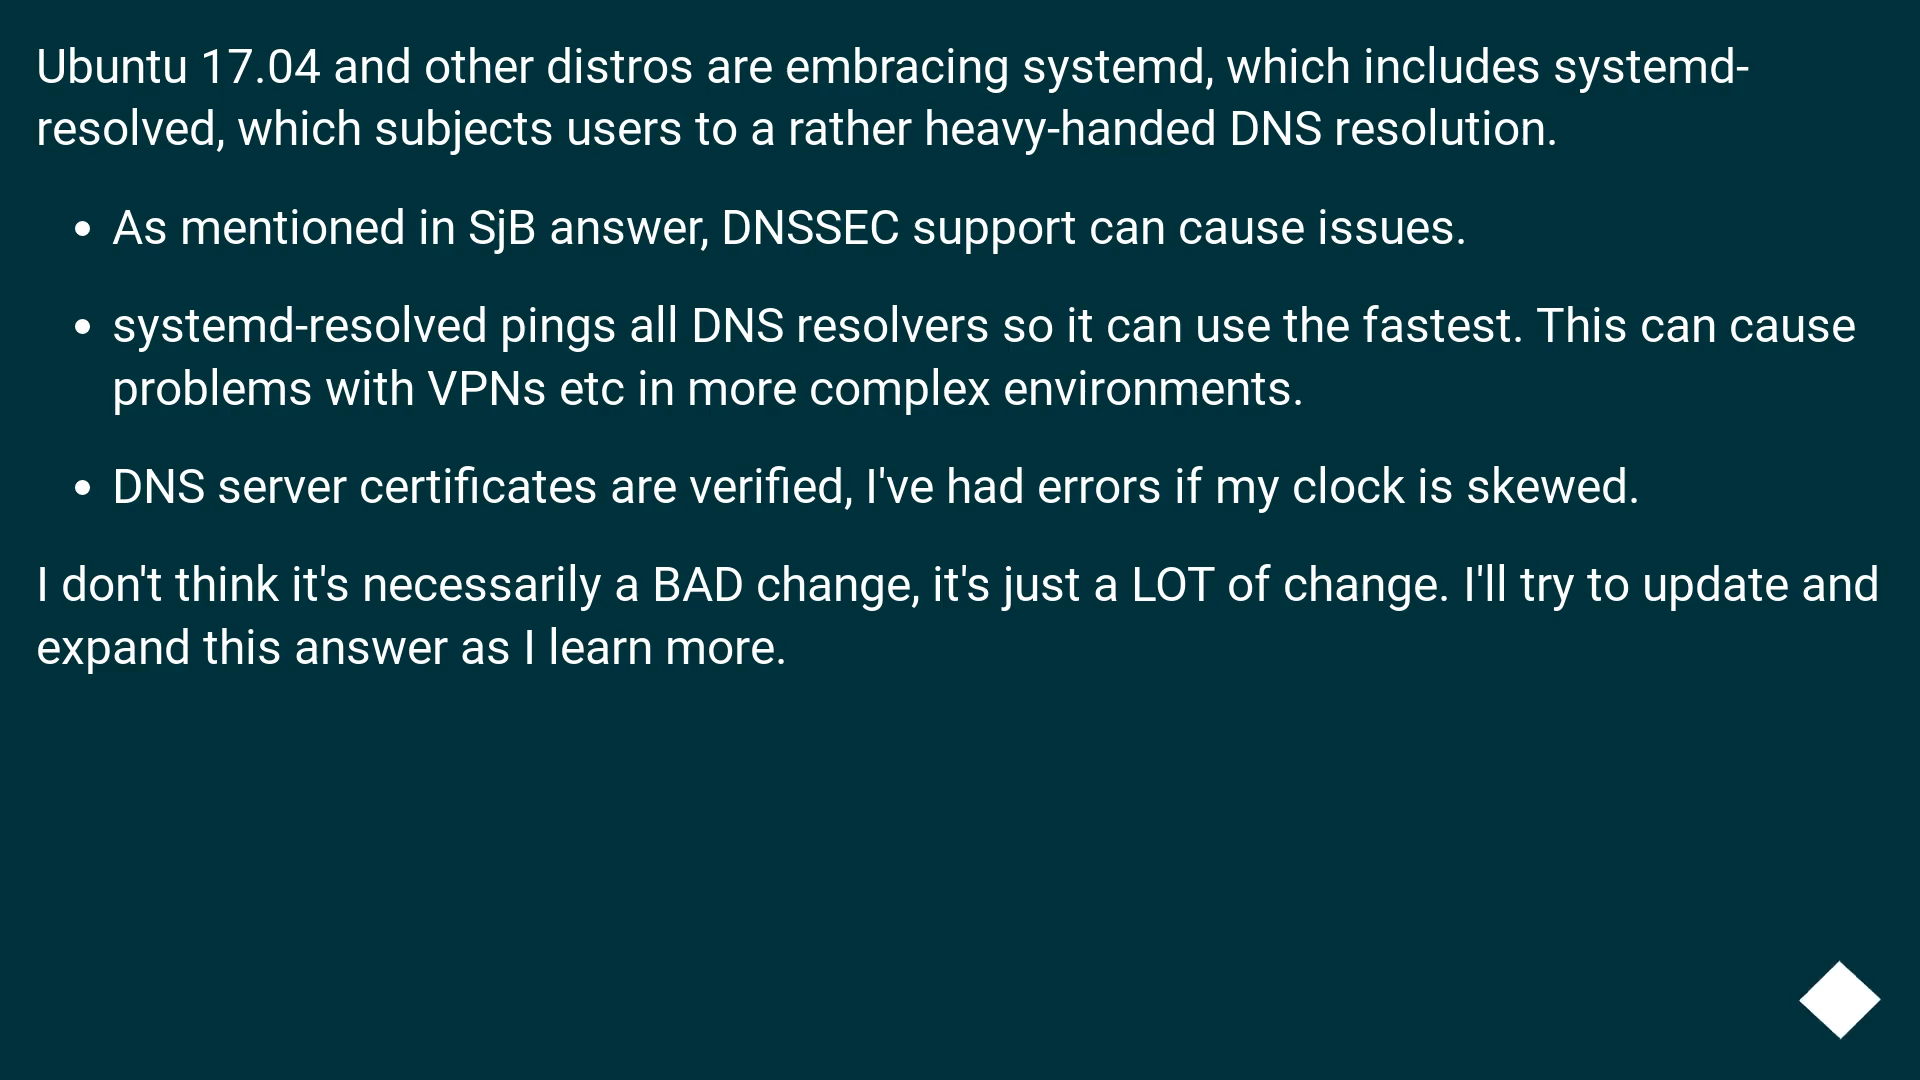 Ubuntu 17.04 and other distros are embracing systemd, which includes systemd-
resolved, which subjects users to a rather heavy-handed DNS resolution.
• As mentioned in SjB answer, DNSSEC support can cause issues.
• systemd-resolved pings all DNS resolvers so it can use the fastest. This can cause
problems with VPNs etc in more complex environments.
• DNS server certificates are verified, I've had errors if my clock is skewed.
I don't think it's necessarily a BAD change, it's just a LOT of change. I'll try to update and
expand this answer as I learn more.